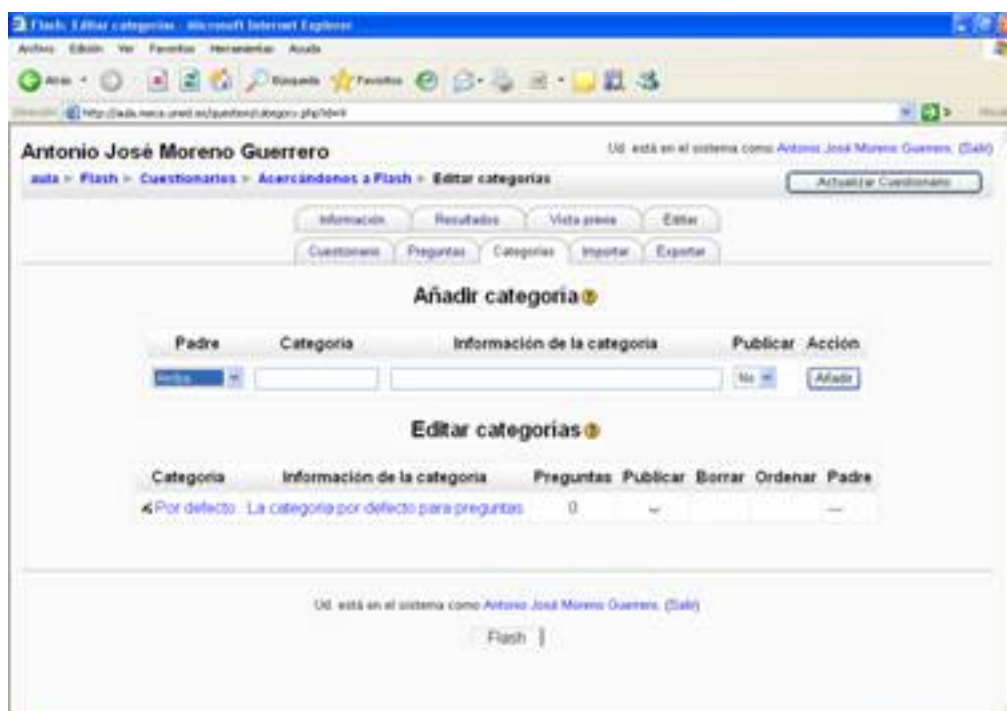 Flash: Editar categorias - Microsoft Internet Explorer
Archivo Edición Ver Favoritos Herramientas Ayuda
Atrás Búsqueda Favoritos
Antonio José Moreno Guerrero
Ud. está en el sistema como Antonio José Moreno Guerrero. (Salir)
aula Flash Cuestionarios Acercándonos a Flash Editar categorías
Actualizar Cuestionario
Información Resultados Vista previa Editar
Cuestionario Preguntas Categorías Importar Exportar
Añadir categoría
Padre Categoría Información de la categoría Publicar Acción
Arriba No Añadir
Editar categorías
Categoría Información de la categoría Preguntas Publicar Borrar Ordenar Padre
Por defecto La categoría por defecto para preguntas 0
Ud. está en el sistema como Antonio José Moreno Guerrero. (Salir)
Flash